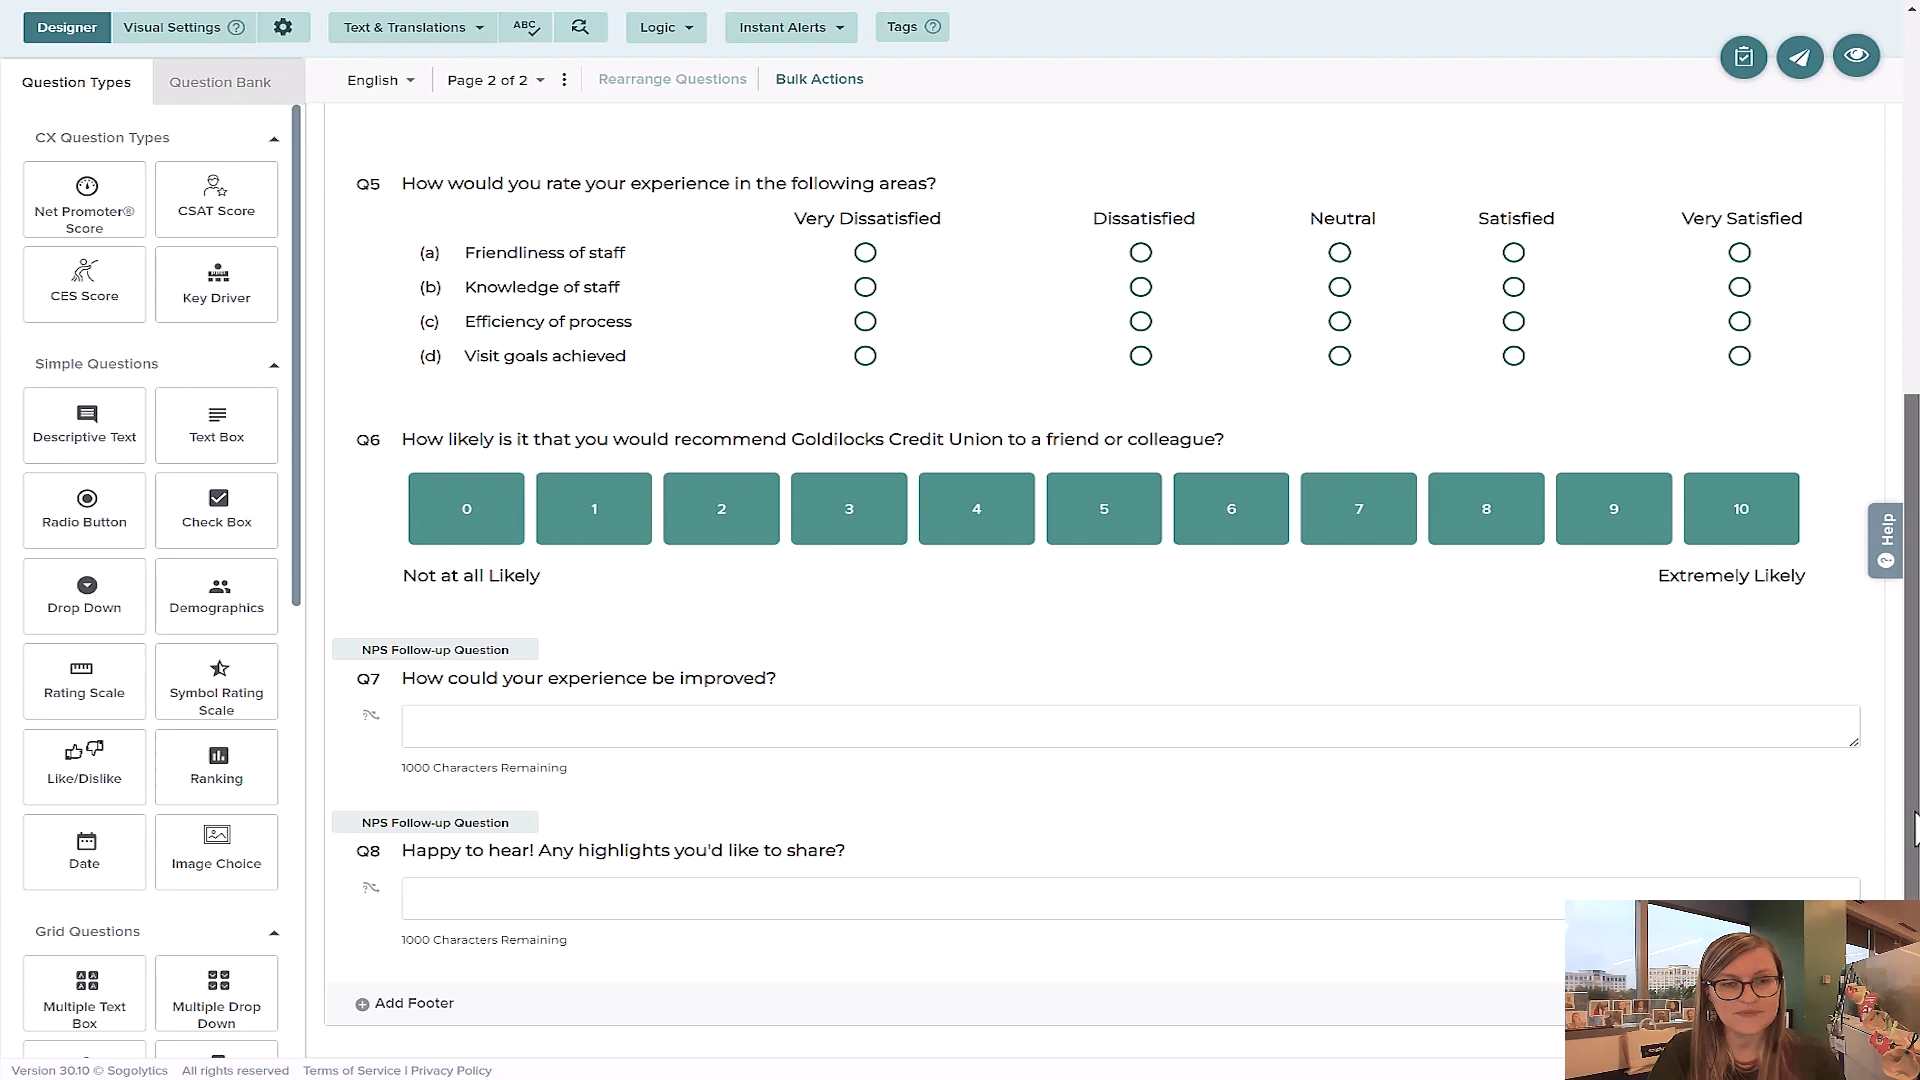 Designer
Visual Settings
Text & Translations
ABC
Logic
Instant Alerts
Tags
Question Types
Question Bank
English
Page 2 of 2
Rearrange Questions
Bulk Actions
CX Question Types
Net Promoter®
Score
CSAT Score
CES Score
Key Driver
Simple Questions
Descriptive Text
Text Box
Radio Button
Check Box
Drop Down
Demographics
Rating Scale
Symbol Rating
Scale
Like/Dislike
Ranking
Date
Image Choice
Grid Questions
Multiple Text
Box
Multiple Drop
Down
Q5 How would you rate your experience in the following areas?
Very Dissatisfied Dissatisfied Neutral Satisfied Very Satisfied
(a) Friendliness of staff
(b) Knowledge of staff
(c) Efficiency of process
(d) Visit goals achieved
Q6 How likely is it that you would recommend Goldilocks Credit Union to a friend or colleague?
0 1 2 3 4 5 6 7 8 9 10
Not at all Likely Extremely Likely
NPS Follow-up Question
Q7 How could your experience be improved?
1000 Characters Remaining
NPS Follow-up Question
Q8 Happy to hear! Any highlights you'd like to share?
1000 Characters Remaining
Add Footer
Help
Version 30.10 © Sogolytics All rights reserved Terms of Service | Privacy Policy